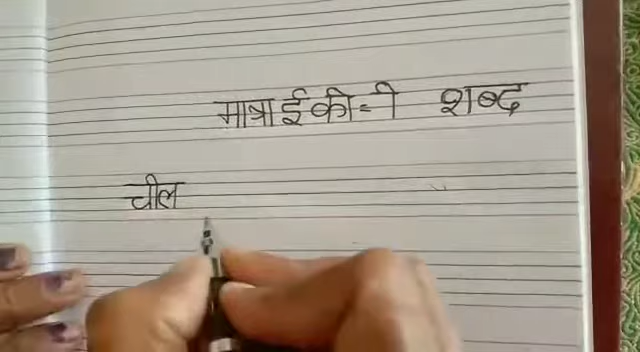 मात्रा ई की = ी शब्द
चील